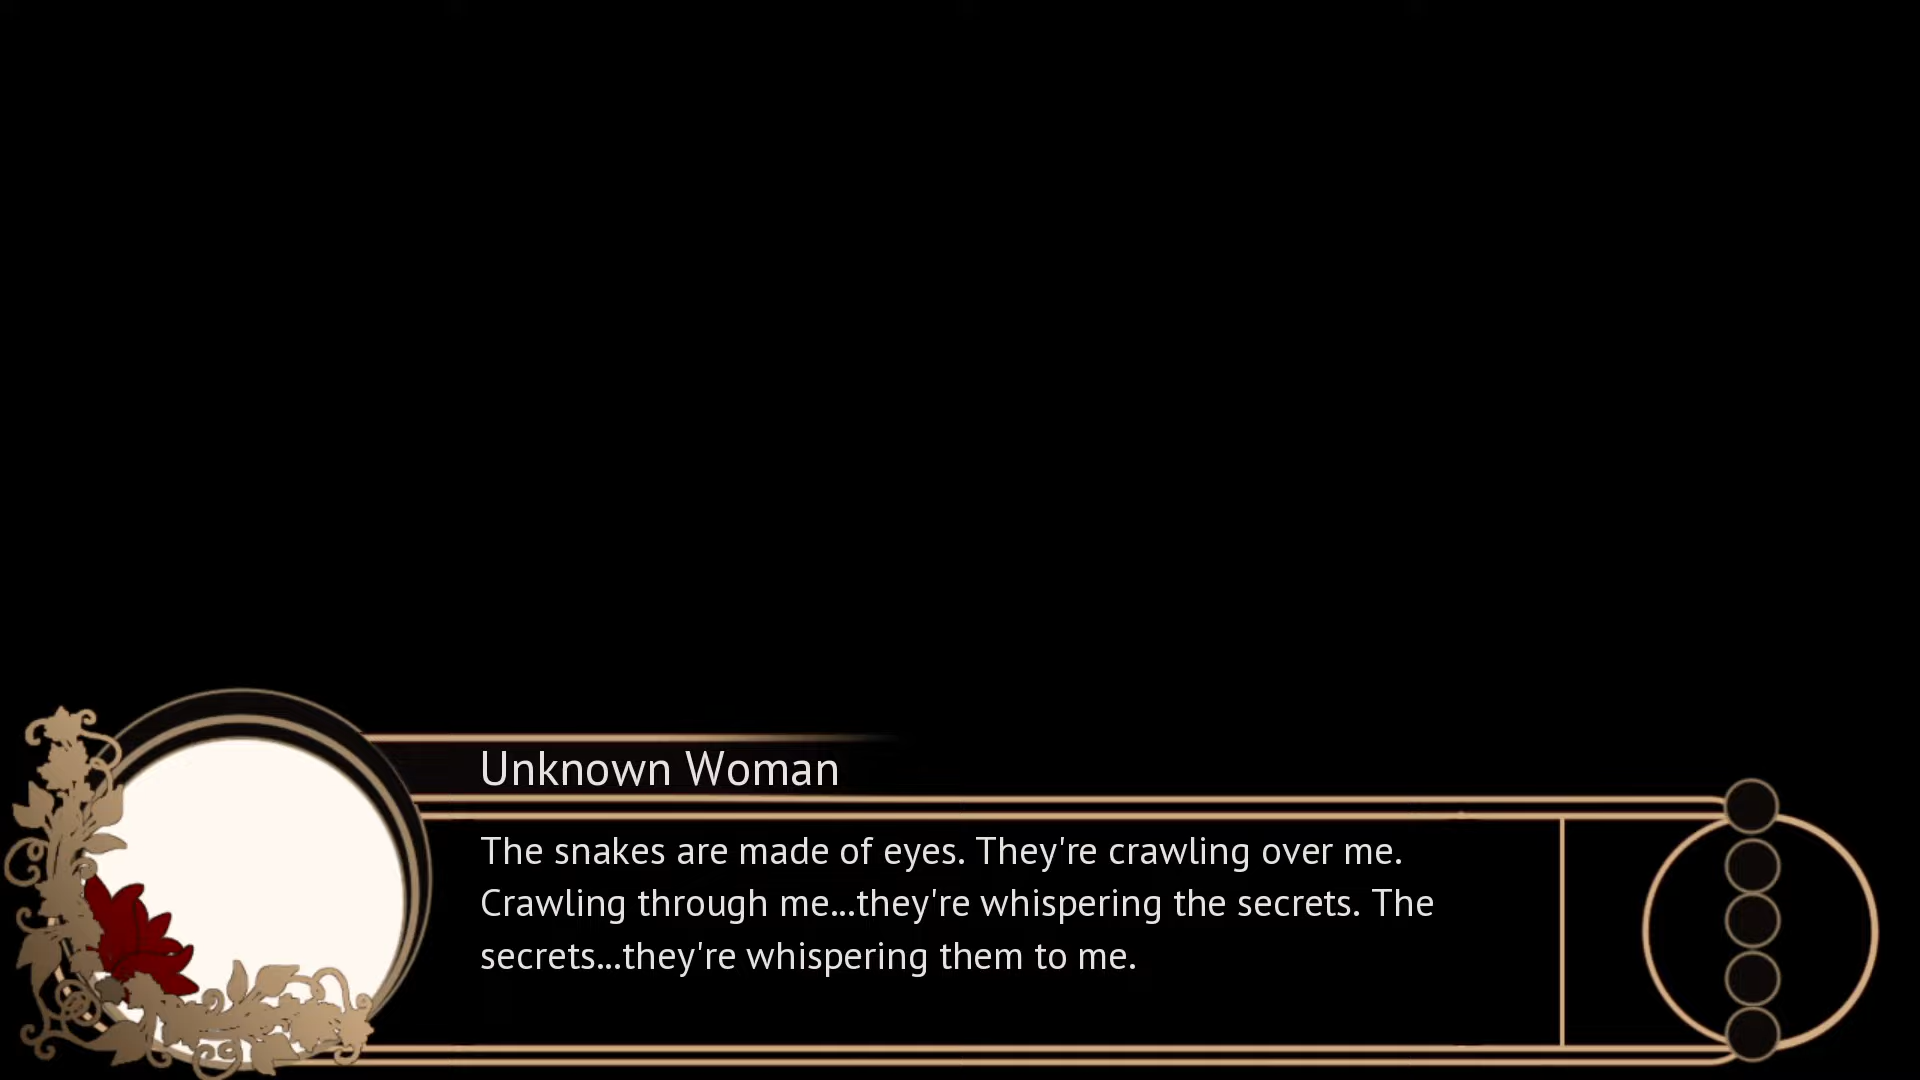 Unknown Woman
The snakes are made of eyes. They're crawling over me.
Crawling through me...they're whispering the secrets. The
secrets...they're whispering them to me.